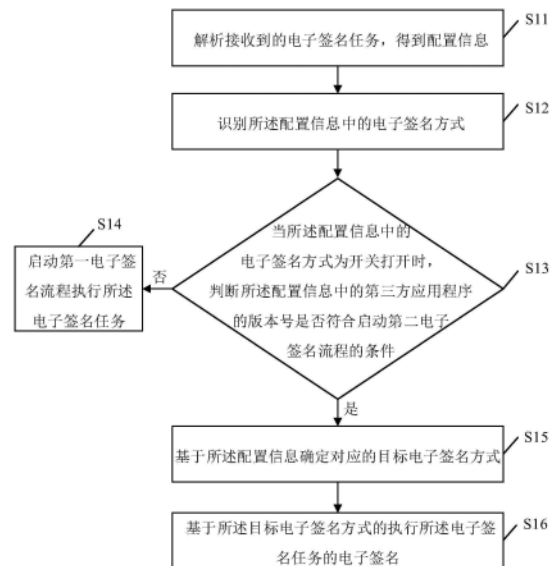 S11
解析接收到的电子签名任务，得到配置信息
S12
识别所述配置信息中的电子签名方式
S13
当所述配置信息中的
电子签名方式为开关打开时，
判断所述配置信息中的第三方应用程序
的版本号是否符合启动第二电子
签名流程的条件
否
S14
启动第一电子签
名流程执行所述
电子签名任务
是
S15
基于所述配置信息确定对应的目标电子签名方式
S16
基于所述目标电子签名方式的执行所述电子签
名任务的电子签名